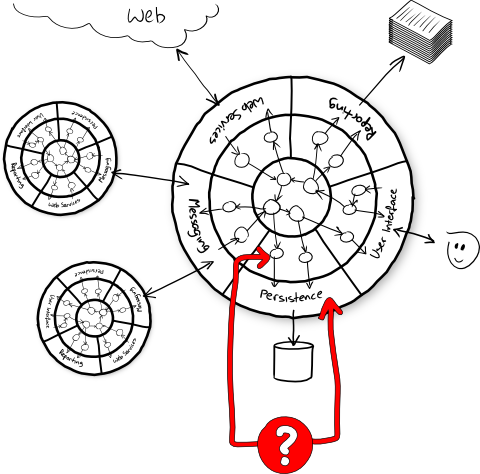 Web
Web Services
Reporting
User Interface
Persistence
Messaging
User Interface
Persistence
Messaging
Web Services
Reporting
Persistence
Messaging
Web Services
Reporting
User Interface
?